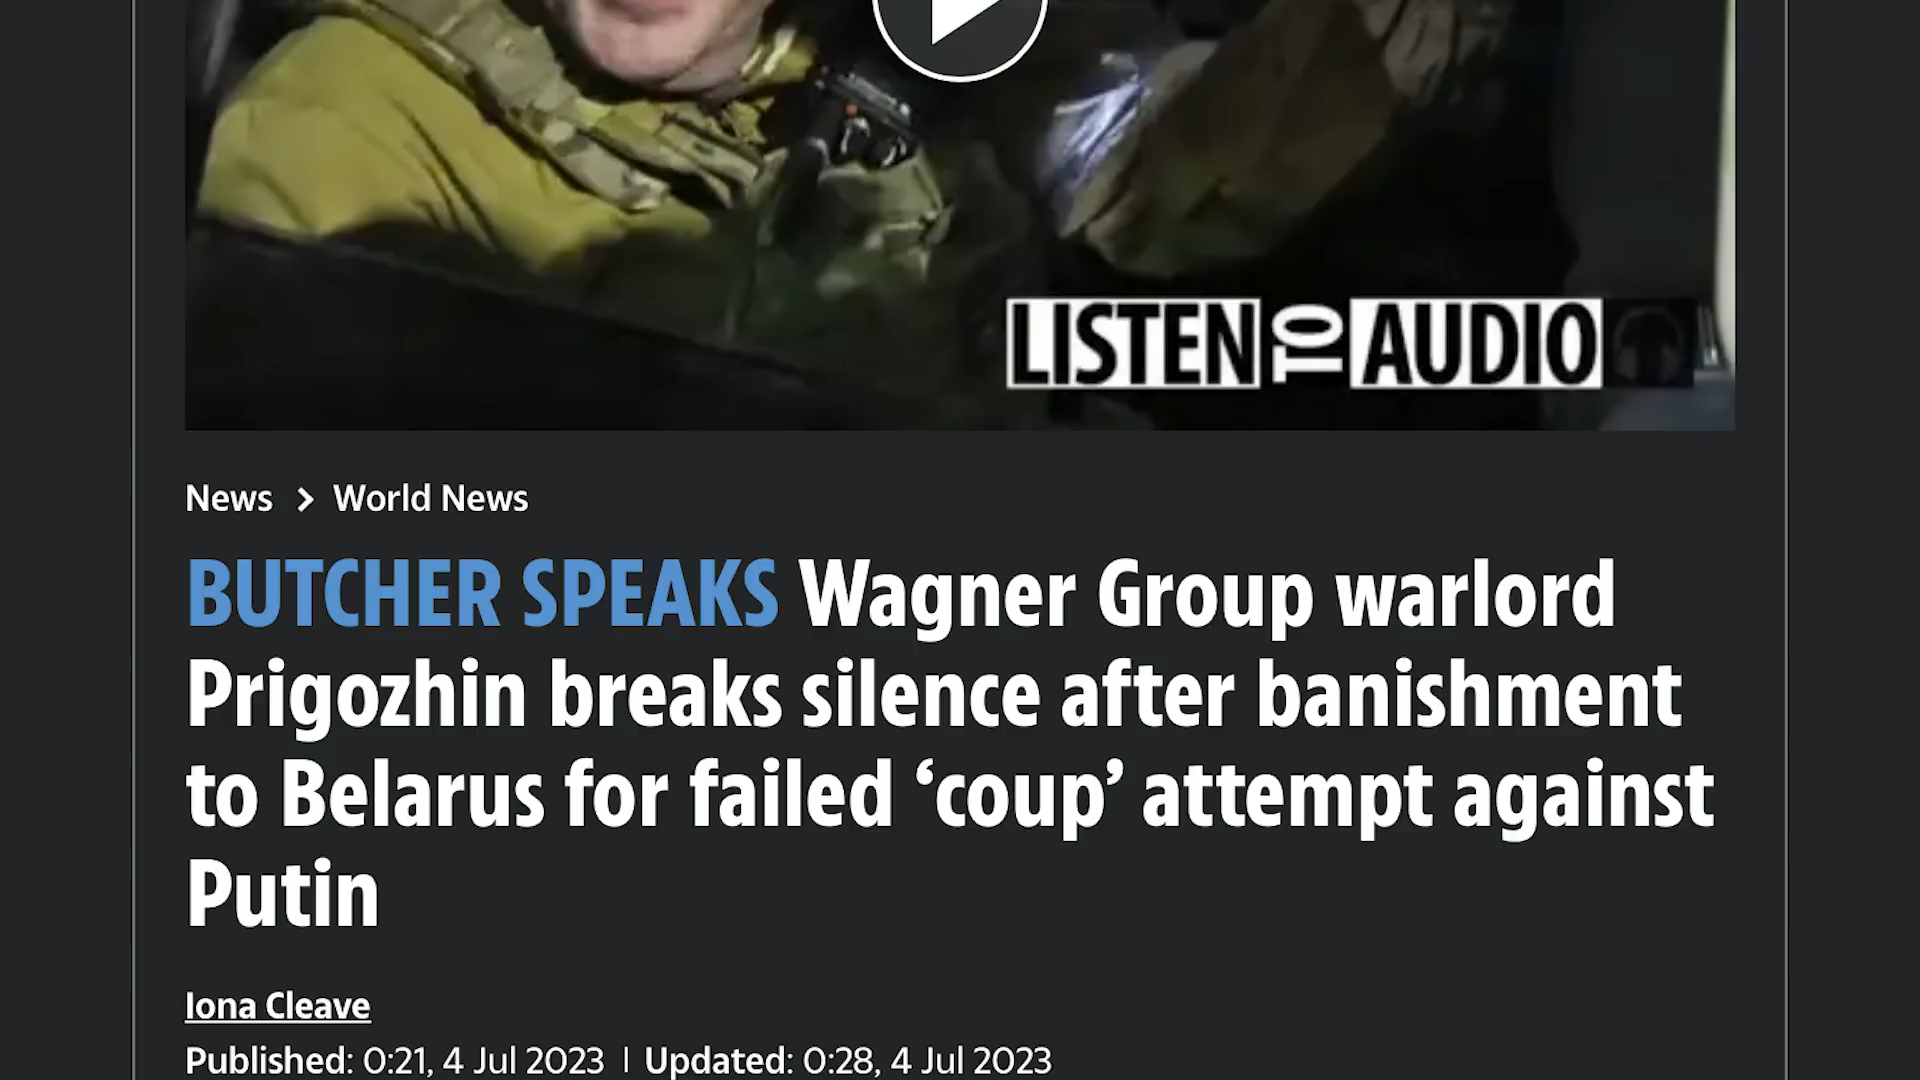 LISTEN TO AUDIO
News > World News
BUTCHER SPEAKS Wagner Group warlord
Prigozhin breaks silence after banishment
to Belarus for failed ‘coup’ attempt against
Putin
Iona Cleave
Published: 0:21, 4 Jul 2023 | Updated: 0:28, 4 Jul 2023